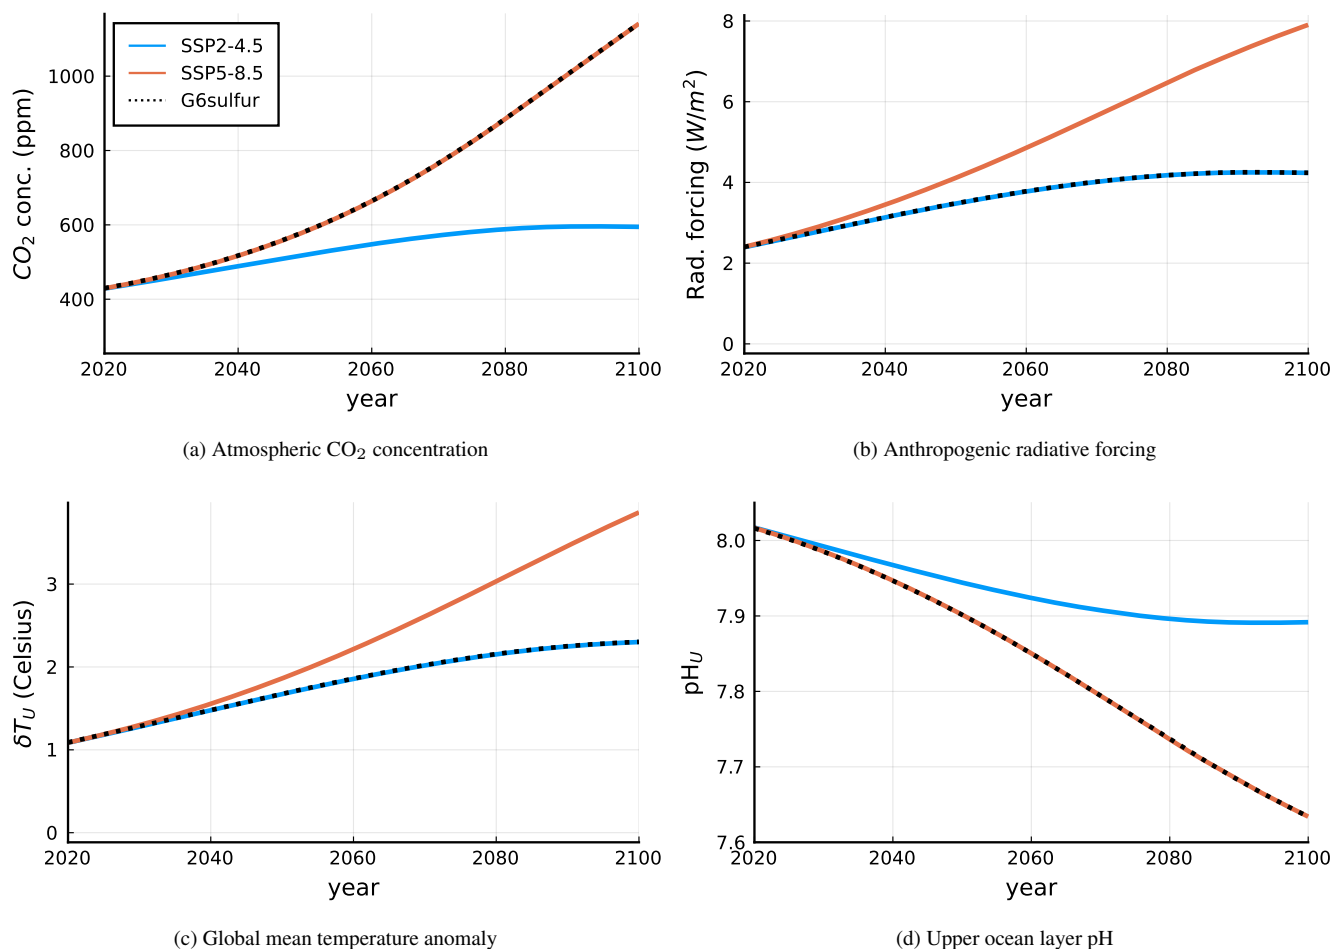 CO₂ conc. (ppm)
1000
800
600
400
SSP2-4.5
SSP5-8.5
G6sulfur
2020 2040 2060 2080 2100
year
(a) Atmospheric CO₂ concentration
Rad. forcing (W/m²)
8
6
4
2
0
2020 2040 2060 2080 2100
year
(b) Anthropogenic radiative forcing
δT_U (Celsius)
3
2
1
0
2020 2040 2060 2080 2100
year
(c) Global mean temperature anomaly
pH_U
8.0
7.9
7.8
7.7
7.6
2020 2040 2060 2080 2100
year
(d) Upper ocean layer pH